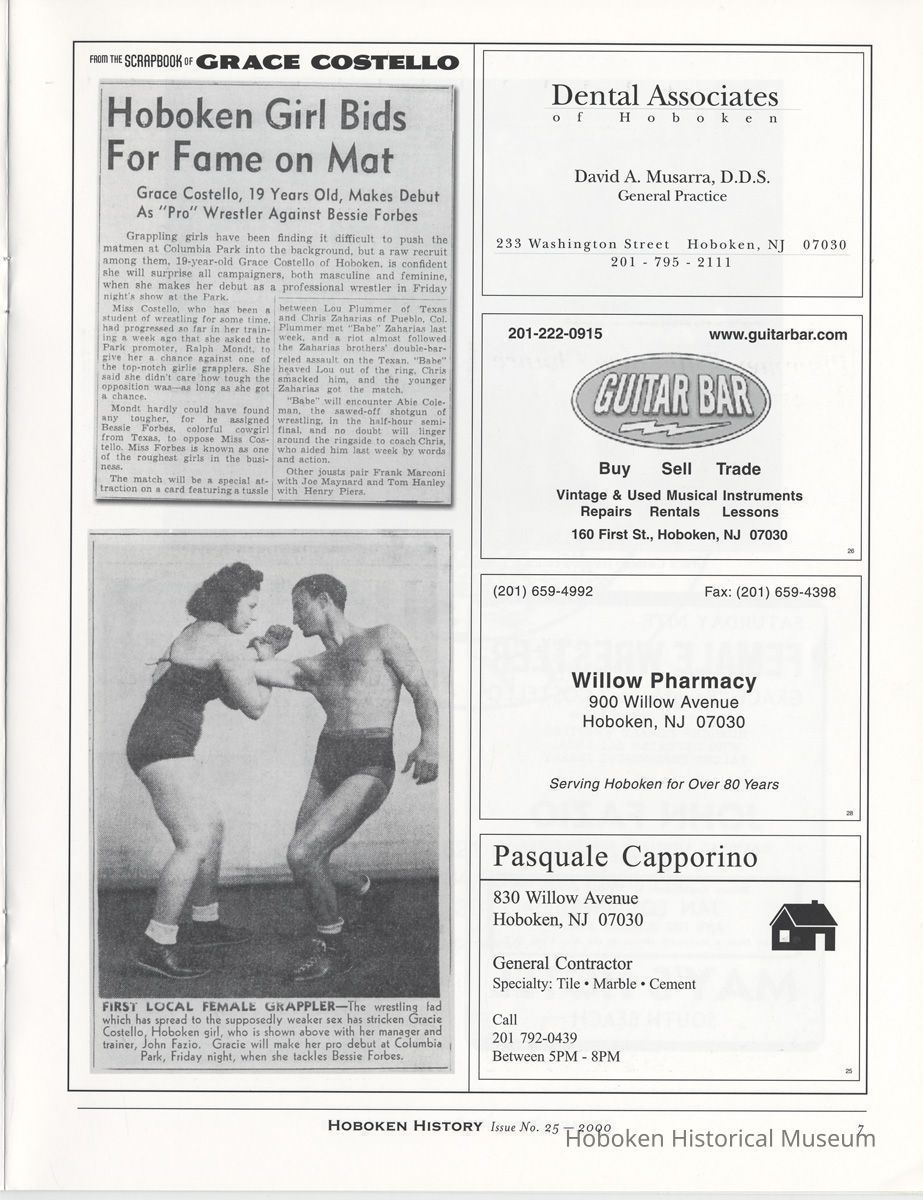 FROM THE SCRAPBOOK OF GRACE COSTELLO
Hoboken Girl Bids
For Fame on Mat
Grace Costello, 19 Years Old, Makes Debut
As "Pro" Wrestler Against Bessie Forbes
Grappling girls have been finding it difficult to push the
matmen at Columbia Park into the background, but a raw recruit
among them, 19-year-old Grace Costello of Hoboken, is confident
she will surprise all campaigners, both masculine and feminine,
when she makes her debut as a professional wrestler in Friday
night's show at the Park.
Miss Costello, who has been a
student of wrestling for some time,
had progressed so far in her train-
ing a week ago that she asked the
Park promoter, Ralph Mondt, to
give her a chance against one of
the top-notch girlie grapplers. She
said she didn't care how tough the
opposition was—as long as she got
a chance.
Mondt hardly could have found
any tougher, for he assigned
Bessie Forbes, colorful cowgirl
from Texas, to oppose Miss Cos-
tello. Miss Forbes is known as one
of the roughest girls in the busi-
ness.
The match will be a special at-
traction on a card featuring a tussle
between Lou Plummer of Texas
and Chris Zaharias of Pueblo, Col.
Plummer met "Babe" Zaharias last
week, and a riot almost followed
the Zaharias brothers' double-bar-
reled assault on the Texan. "Babe"
heaved Lou out of the ring, Chris
smacked him, and the younger
Zaharias got the match.
"Babe" will encounter Abie Cole-
man, the sawed-off shotgun of
wrestling, in the half-hour semi-
final, and no doubt will linger
around the ringside to coach Chris,
who aided him last week by words
and action.
Other jousts pair Frank Marconi
with Joe Maynard and Tom Hanley
with Henry Piers.
FIRST LOCAL FEMALE GRAPPLER—The wrestling fad
which has spread to the supposedly weaker sex has stricken Gracie
Costello, Hoboken girl, who is shown above with her manager and
trainer, John Fazio. Gracie will make her pro debut at Columbia
Park, Friday night, when she tackles Bessie Forbes.
Dental Associates
of Hoboken
David A. Musarra, D.D.S.
General Practice
233 Washington Street Hoboken, NJ 07030
201 - 795 - 2111
201-222-0915 www.guitarbar.com
GUITAR BAR
Buy Sell Trade
Vintage & Used Musical Instruments
Repairs Rentals Lessons
160 First St., Hoboken, NJ 07030
26
(201) 659-4992 Fax: (201) 659-4398
Willow Pharmacy
900 Willow Avenue
Hoboken, NJ 07030
Serving Hoboken for Over 80 Years
28
Pasquale Capporino
830 Willow Avenue
Hoboken, NJ 07030
General Contractor
Specialty: Tile • Marble • Cement
Call
201 792-0439
Between 5PM - 8PM
25
HOBOKEN HISTORY Issue No. 25 — 2000 7
Hoboken Historical Museum